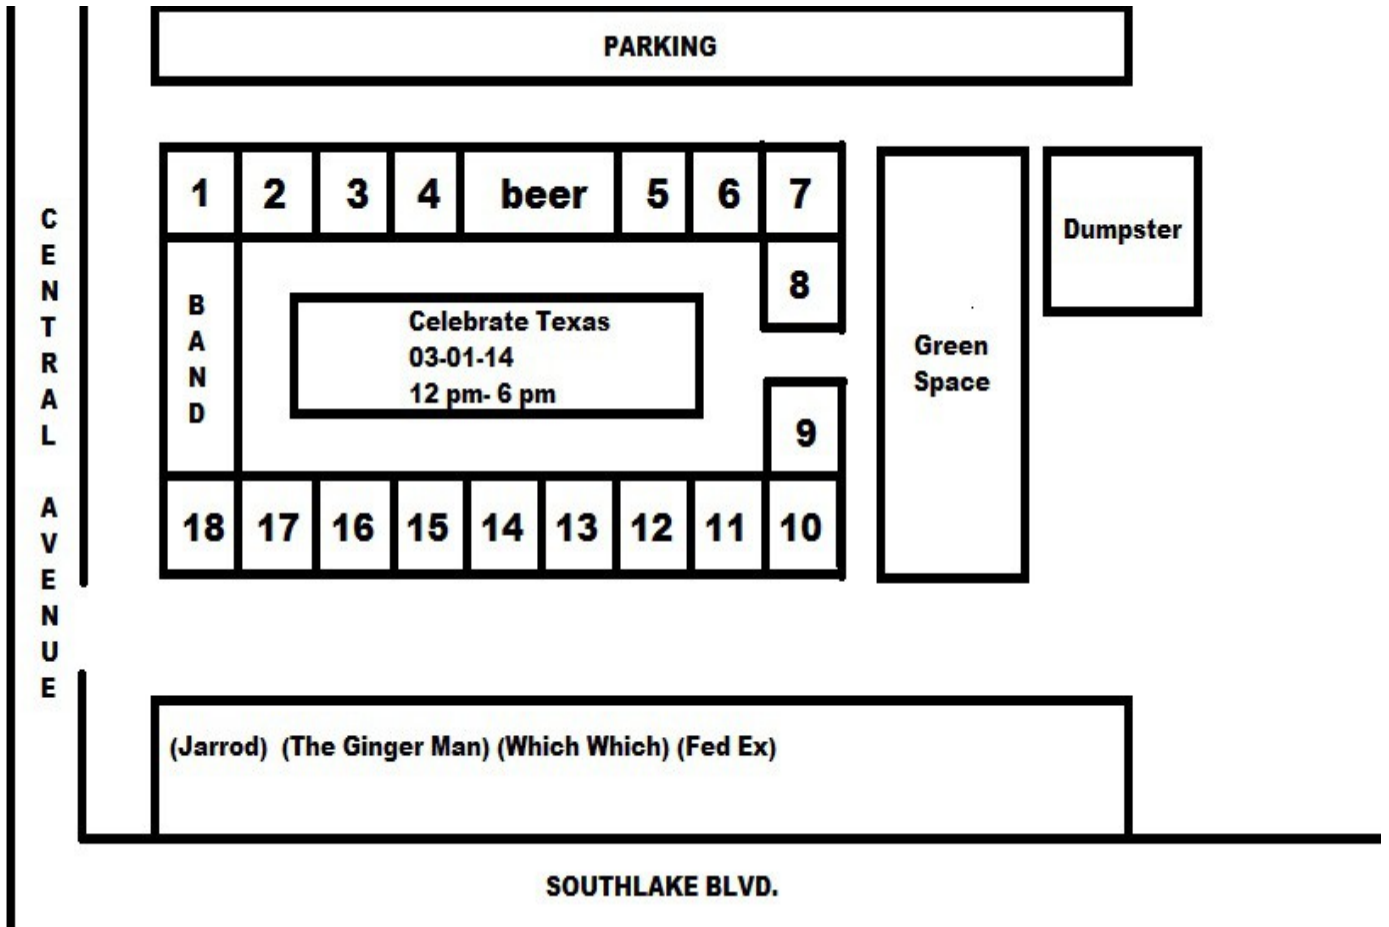 PARKING
1 2 3 4 beer 5 6 7
8
CENTRAL AVENUE
BAND
Celebrate Texas
03-01-14
12 pm- 6 pm
Green
Space
Dumpster
9
18 17 16 15 14 13 12 11 10
(Jarrod) (The Ginger Man) (Which Which) (Fed Ex)
SOUTHLAKE BLVD.